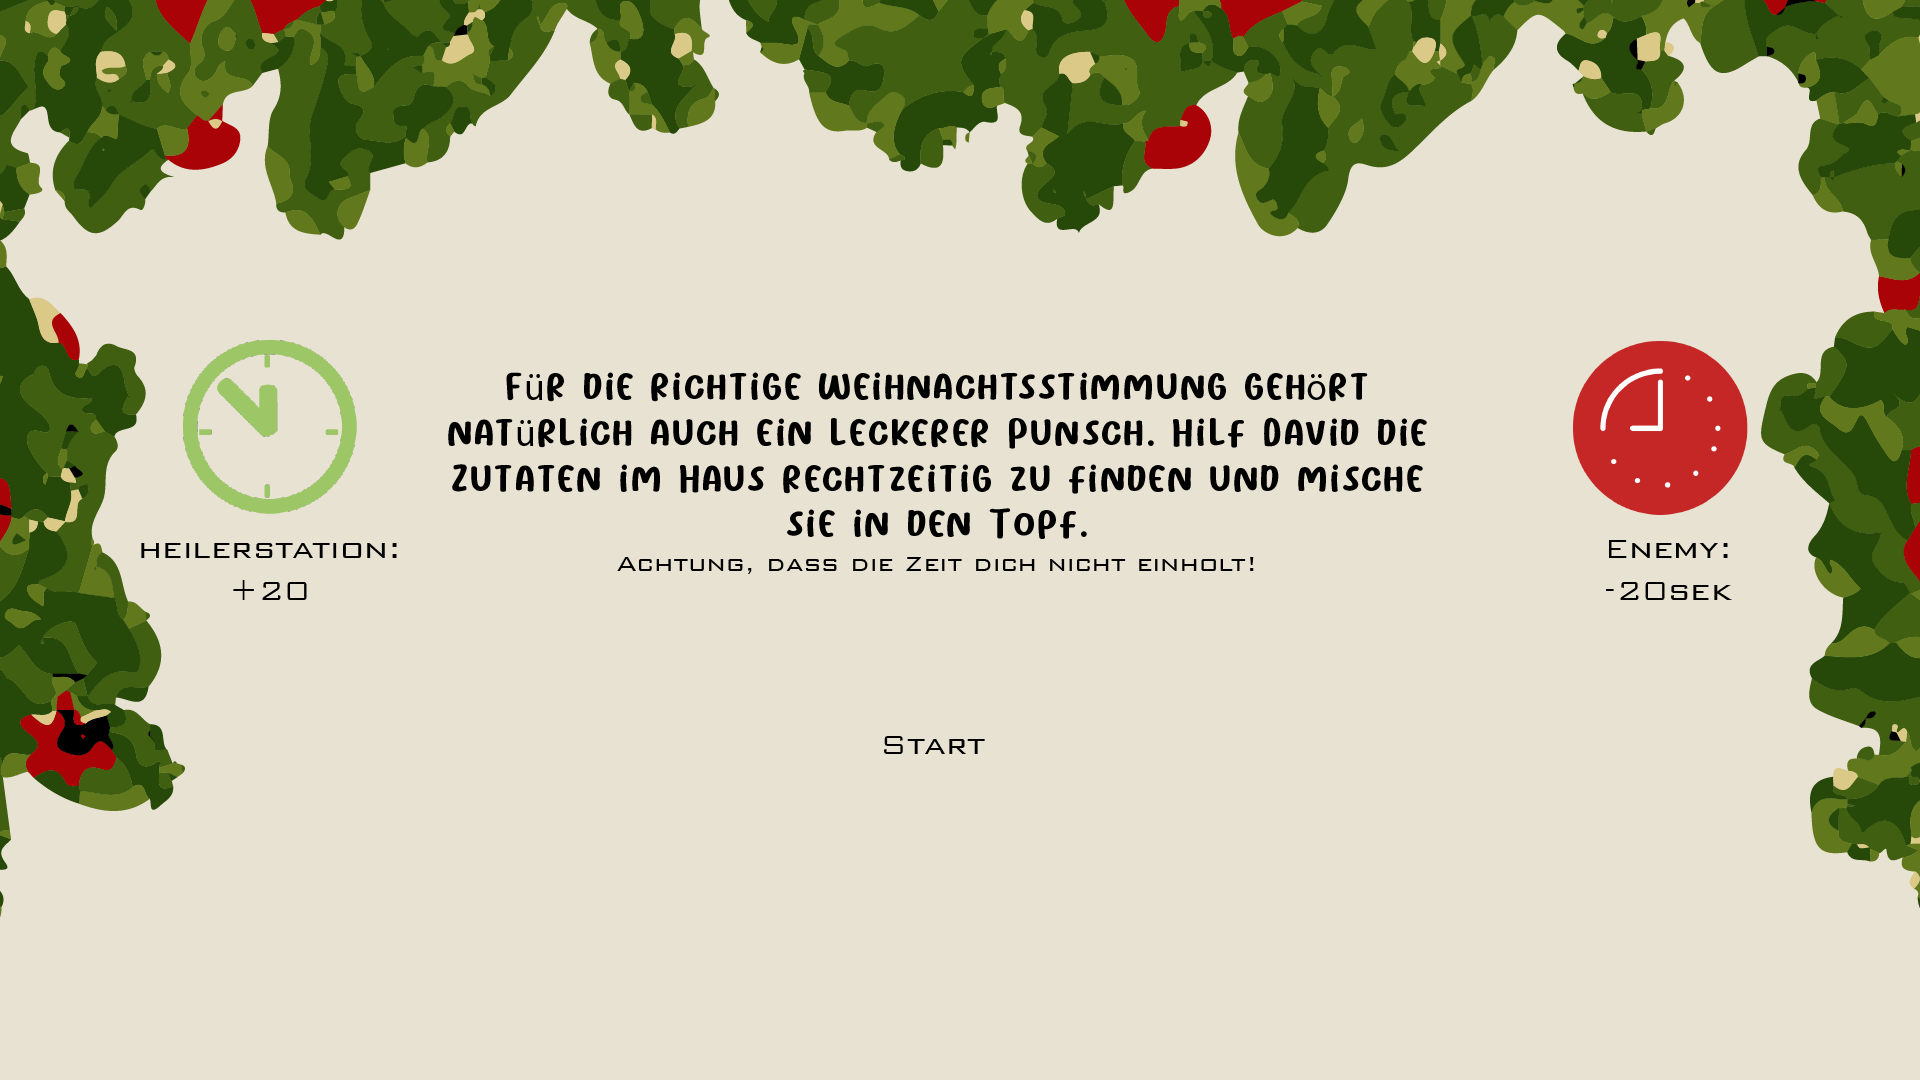 Für die richtige Weihnachtsstimmung gehört
natürlich auch ein leckerer Punsch. Hilf David die
Zutaten im Haus rechtzeitig zu finden und mische
sie in den Topf.
Achtung, dass die Zeit dich nicht einholt!
heilerstation:
+20
Enemy:
-20sek
Start